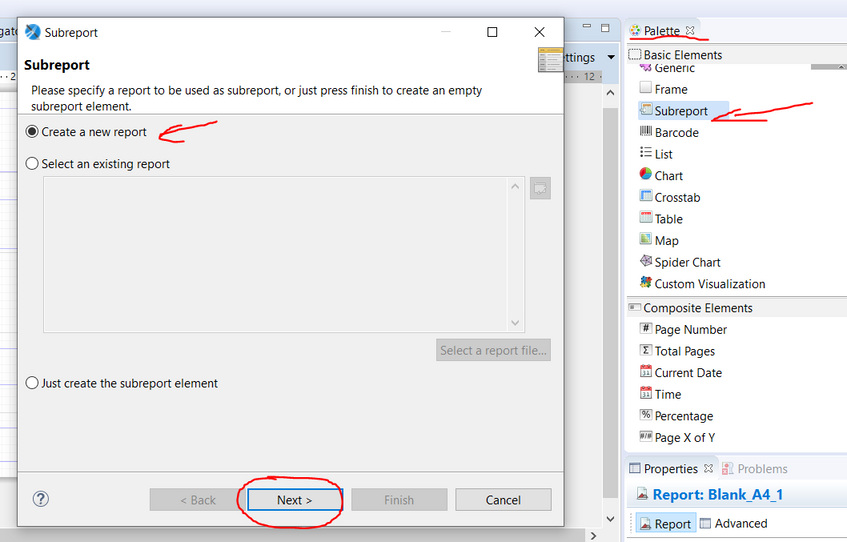 Subreport
Subreport
Please specify a report to be used as subreport, or just press finish to create an empty
subreport element.
Create a new report
Select an existing report
Select a report file...
Just create the subreport element
?
< Back
Next >
Finish
Cancel
ttings
12
Palette
Basic Elements
Generic
Frame
Subreport
Barcode
List
Chart
Crosstab
Table
Map
Spider Chart
Custom Visualization
Composite Elements
# Page Number
Σ Total Pages
Current Date
Time
% Percentage
#/# Page X of Y
Properties
Problems
Report: Blank_A4_1
Report
Advanced